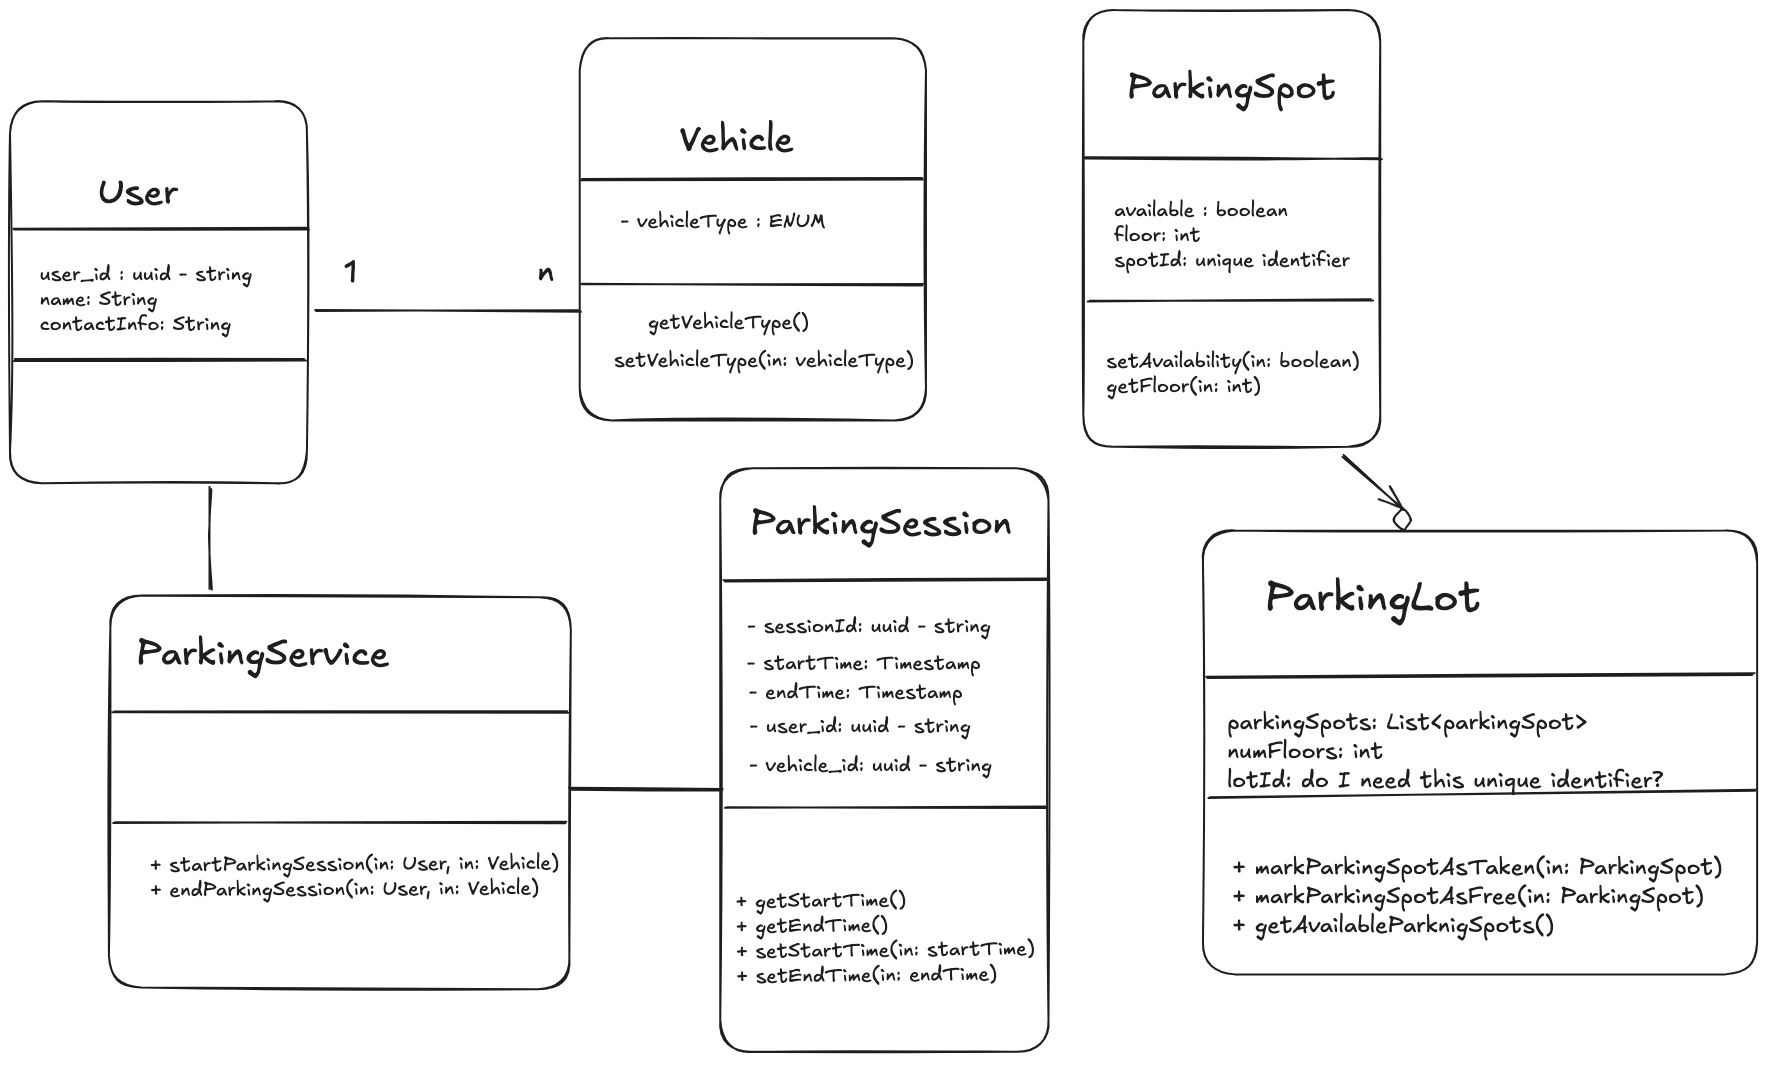 User
user_id : uuid - string
name: String
contactInfo: String
1
n
Vehicle
- vehicleType : ENUM
getVehicleType()
setVehicleType(in: vehicleType)
ParkingSpot
available : boolean
floor: int
spotId: unique identifier
setAvailability(in: boolean)
getFloor(in: int)
ParkingService
+ startParkingSession(in: User, in: Vehicle)
+ endParkingSession(in: User, in: Vehicle)
ParkingSession
- sessionId: uuid - string
- startTime: Timestamp
- endTime: Timestamp
- user_id: uuid - string
- vehicle_id: uuid - string
+ getStartTime()
+ getEndTime()
+ setStartTime(in: startTime)
+ setEndTime(in: endTime)
ParkingLot
parkingSpots: List<parkingSpot>
numFloors: int
lotId: do I need this unique identifier?
+ markParkingSpotAsTaken(in: ParkingSpot)
+ markParkingSpotAsFree(in: ParkingSpot)
+ getAvailableParknigSpots()